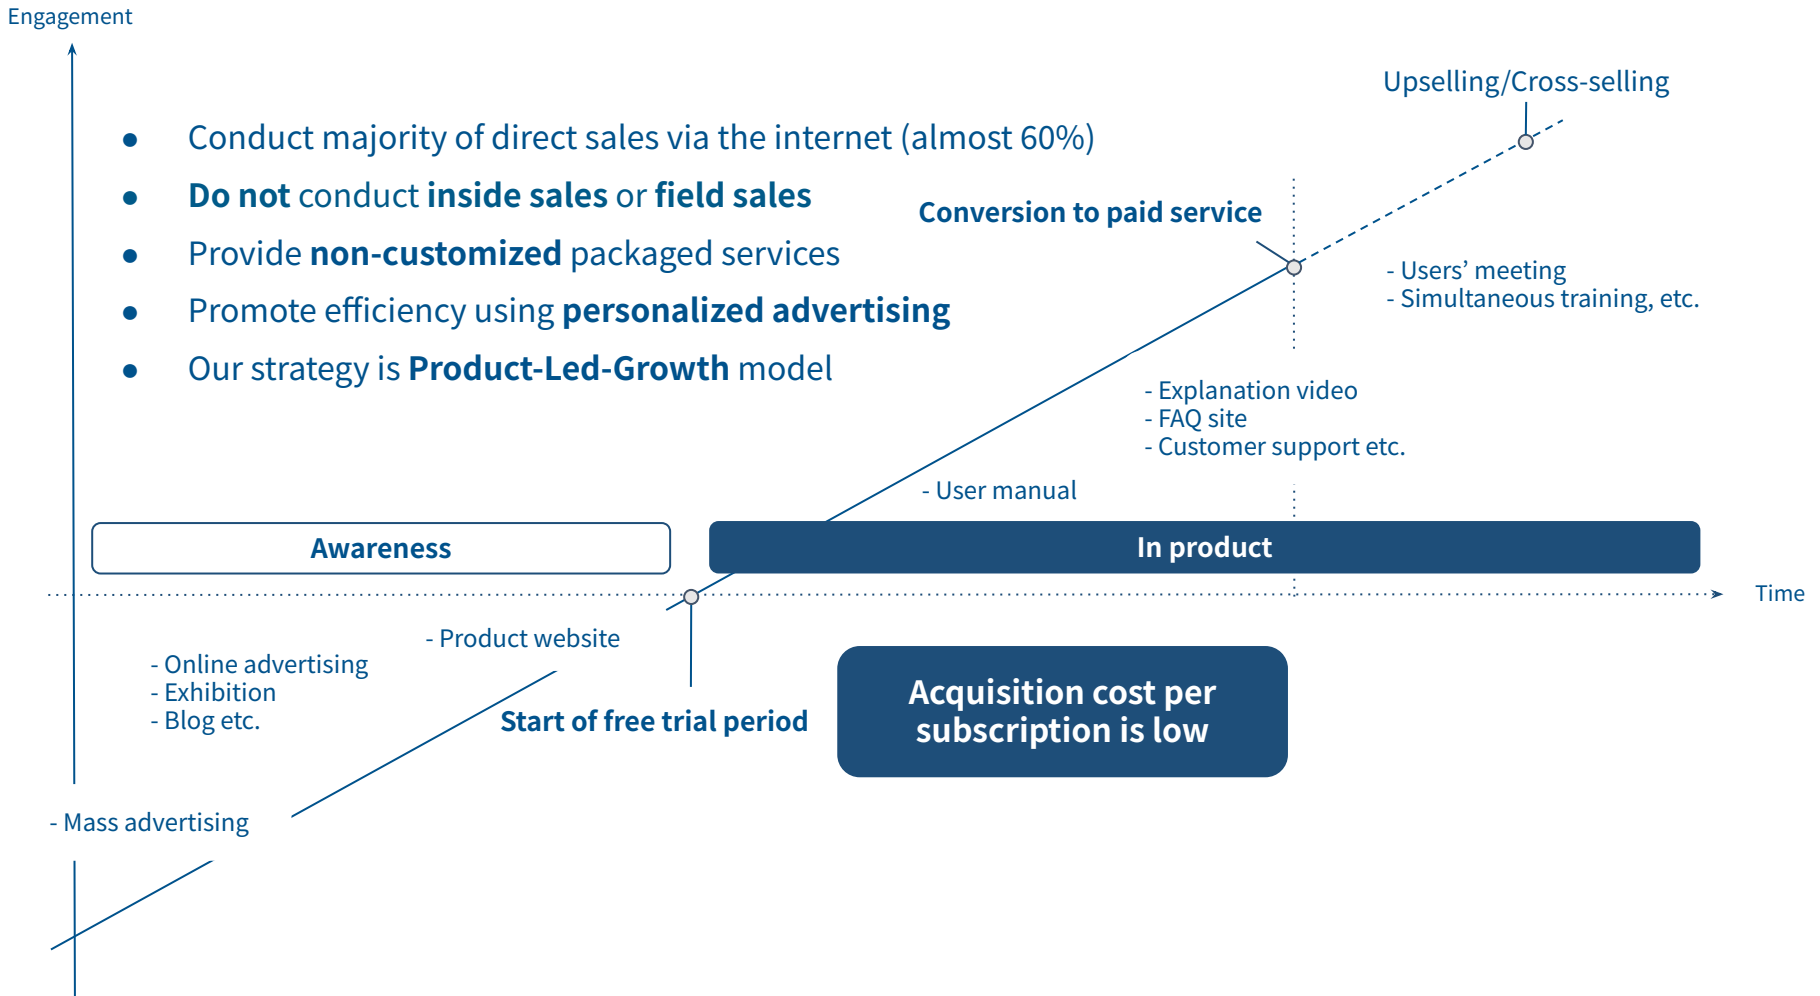 Engagement
Upselling/Cross-selling
● Conduct majority of direct sales via the internet (almost 60%)
● Do not conduct inside sales or field sales
● Provide non-customized packaged services
● Promote efficiency using personalized advertising
● Our strategy is Product-Led-Growth model
Conversion to paid service
- Users’ meeting
- Simultaneous training, etc.
- Explanation video
- FAQ site
- Customer support etc.
- User manual
Awareness
In product
Time
- Product website
- Online advertising
- Exhibition
- Blog etc.
Start of free trial period
Acquisition cost per
subscription is low
- Mass advertising